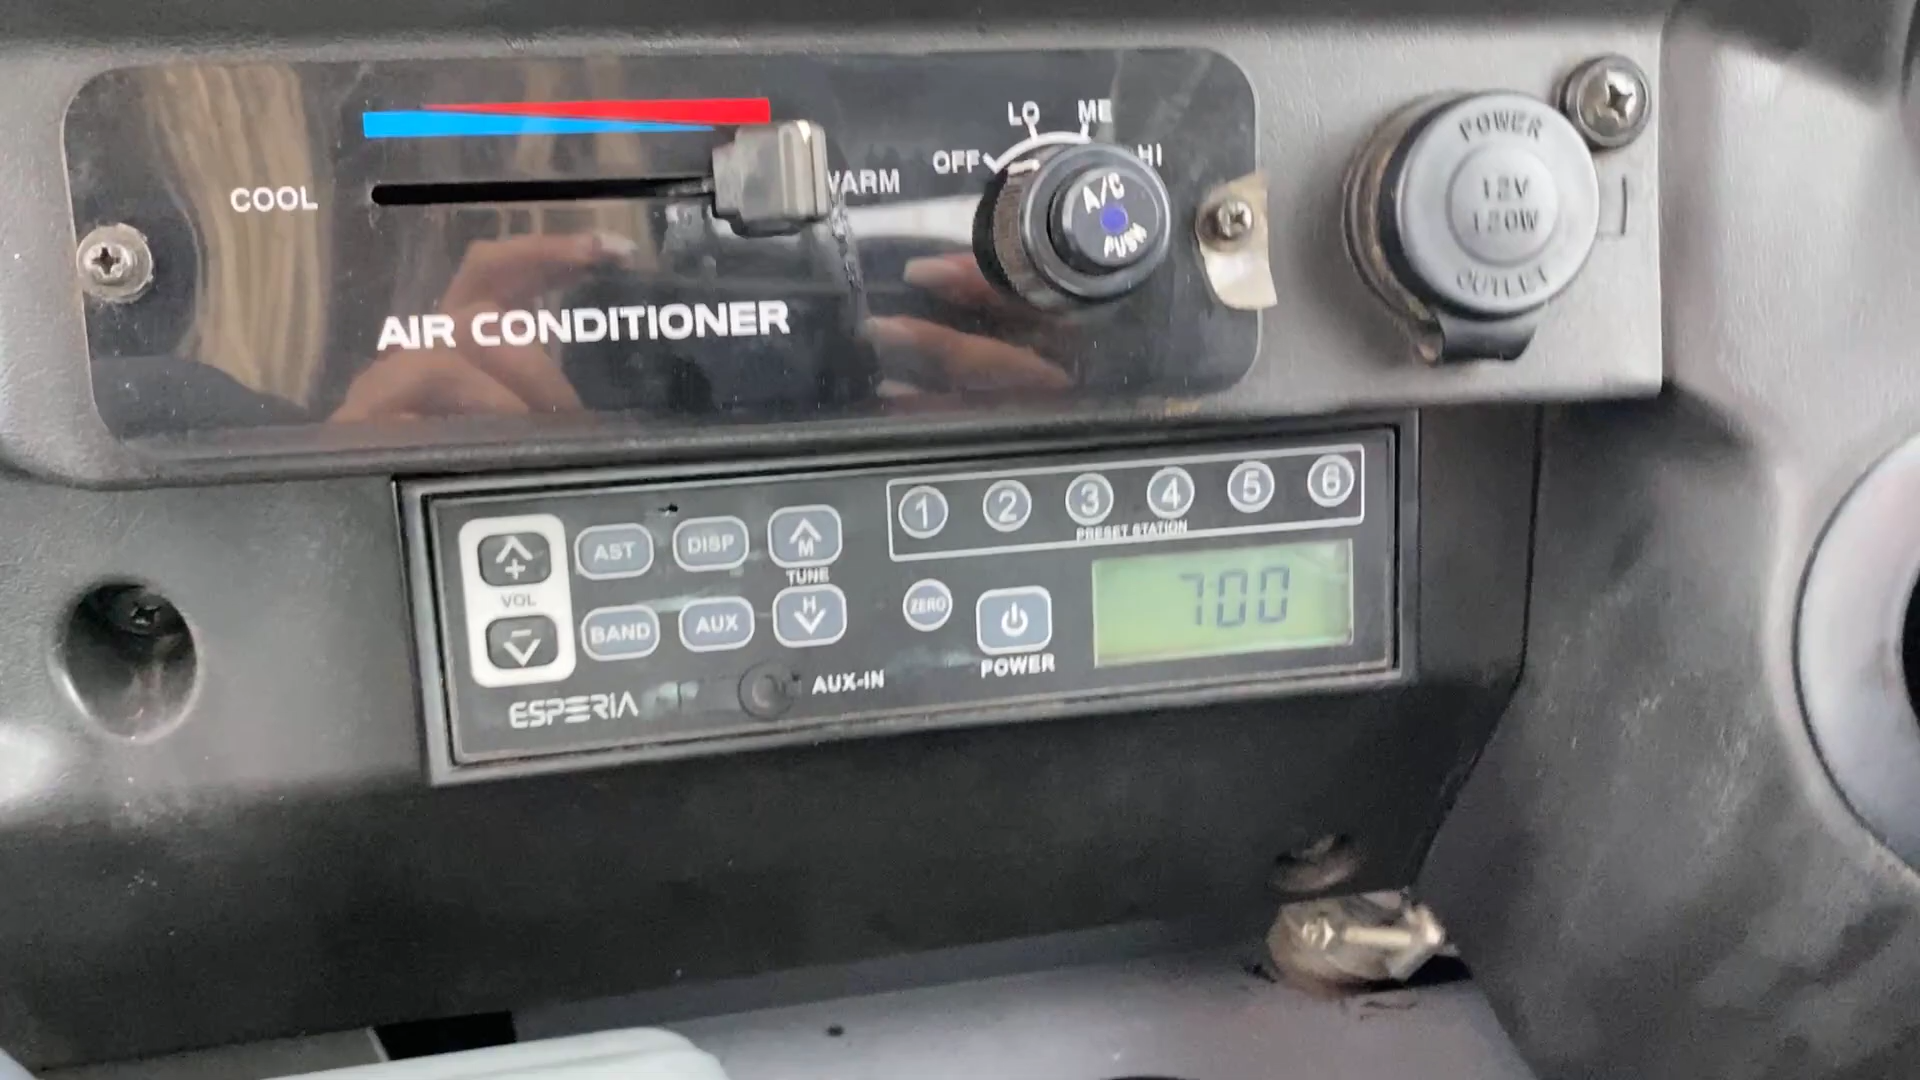 LO ME
OFF HI
COOL WARM
A/C
PUSH
AIR CONDITIONER
POWER
12V
120W
OUTLET
1 2 3 4 5 6
PRESET STATION
+
VOL
-
AST DISP M
TUNE
BAND AUX H
ZERO
POWER
700
ESPERIA
AUX-IN